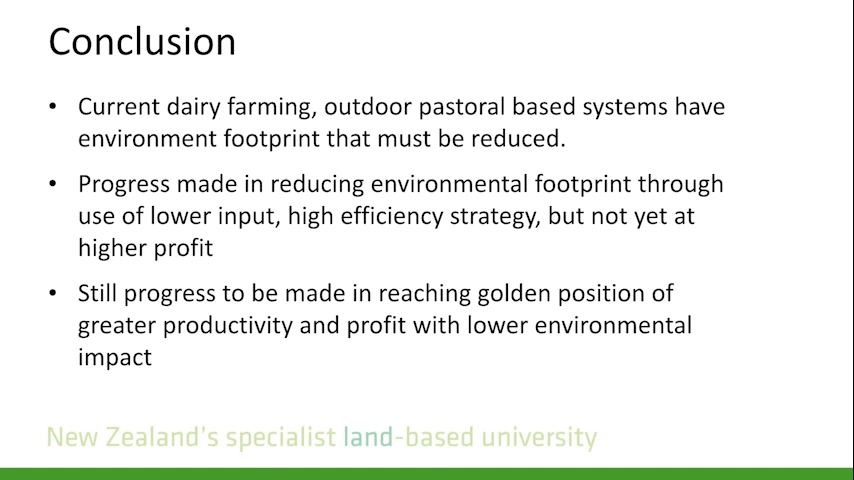 Conclusion
• Current dairy farming, outdoor pastoral based systems have
environment footprint that must be reduced.
• Progress made in reducing environmental footprint through
use of lower input, high efficiency strategy, but not yet at
higher profit
• Still progress to be made in reaching golden position of
greater productivity and profit with lower environmental
impact
New Zealand's specialist land-based university